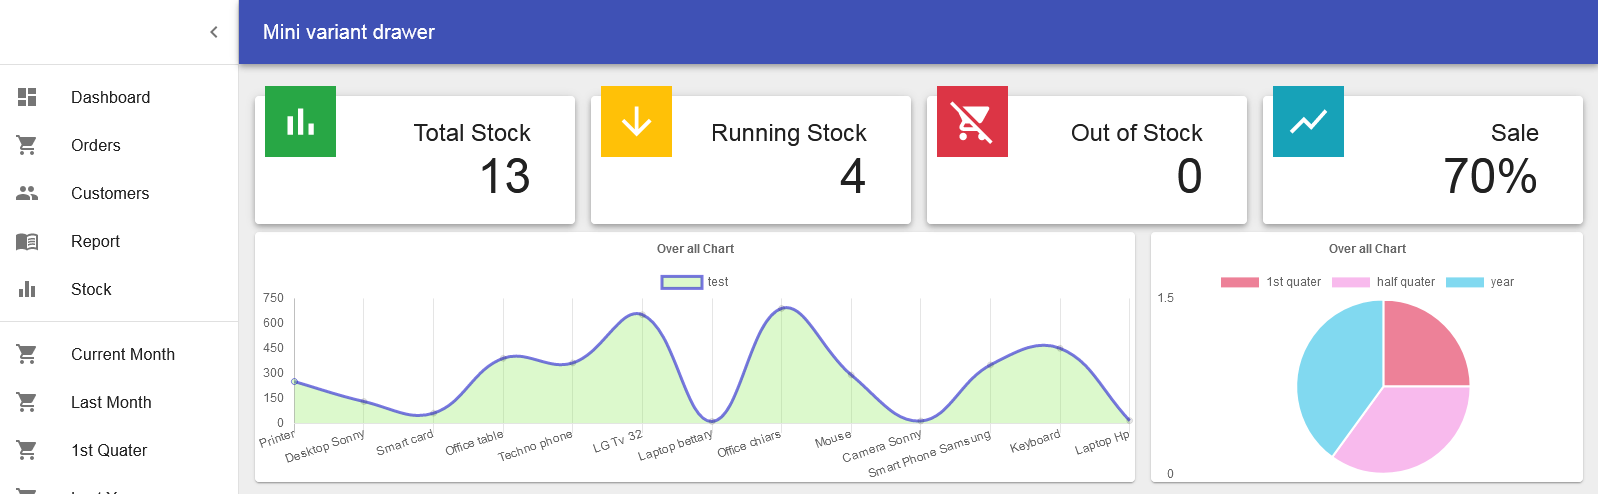 Mini variant drawer
Dashboard
Orders
Customers
Report
Stock
Current Month
Last Month
1st Quater
Total Stock
13
Running Stock
4
Out of Stock
0
Sale
70%
Over all Chart
test
750
600
450
300
150
0
Printer
Desktop Sonny
Smart card
Office table
Techno phone
LG Tv 32
Laptop bettary
Office chiars
Mouse
Camera Sonny
Smart Phone Samsung
Keyboard
Laptop Hp
Over all Chart
1st quater
half quater
year
1.5
0